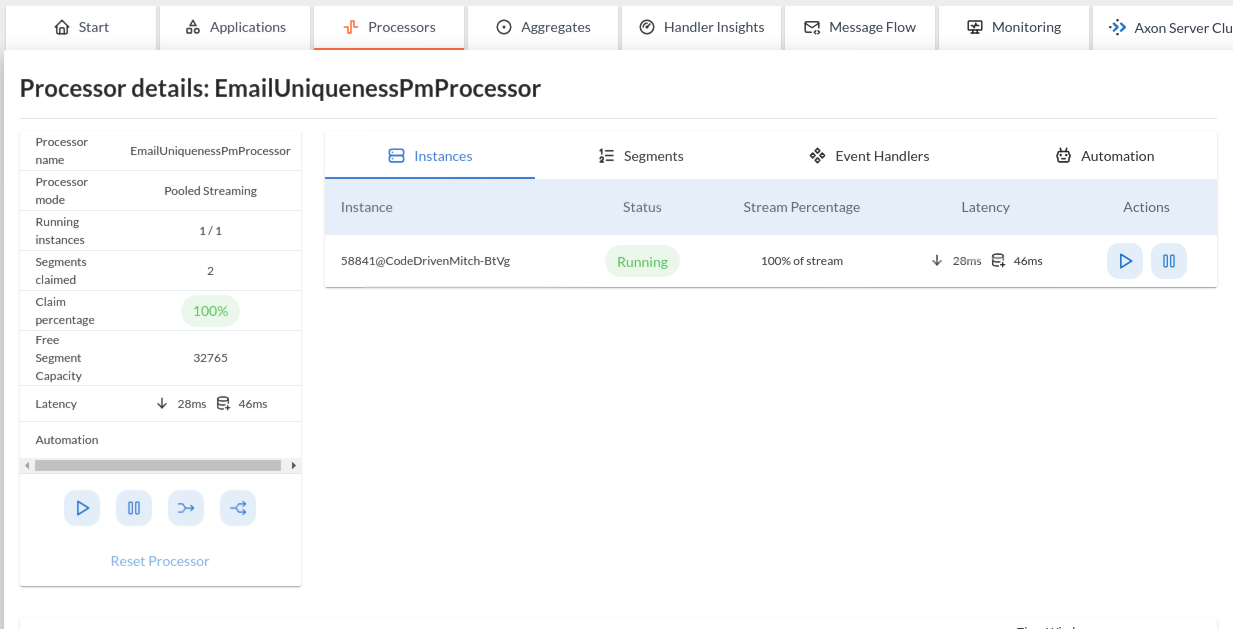 Start
Applications
Processors
Aggregates
Handler Insights
Message Flow
Monitoring
Axon Server Clu
Processor details: EmailUniquenessPmProcessor
Processor name
EmailUniquenessPmProcessor
Processor mode
Pooled Streaming
Running instances
1 / 1
Segments claimed
2
Claim percentage
100%
Free Segment Capacity
32765
Latency
28ms
46ms
Automation
Reset Processor
Instances
Segments
Event Handlers
Automation
Instance
Status
Stream Percentage
Latency
Actions
58841@CodeDrivenMitch-BtVg
Running
100% of stream
28ms
46ms